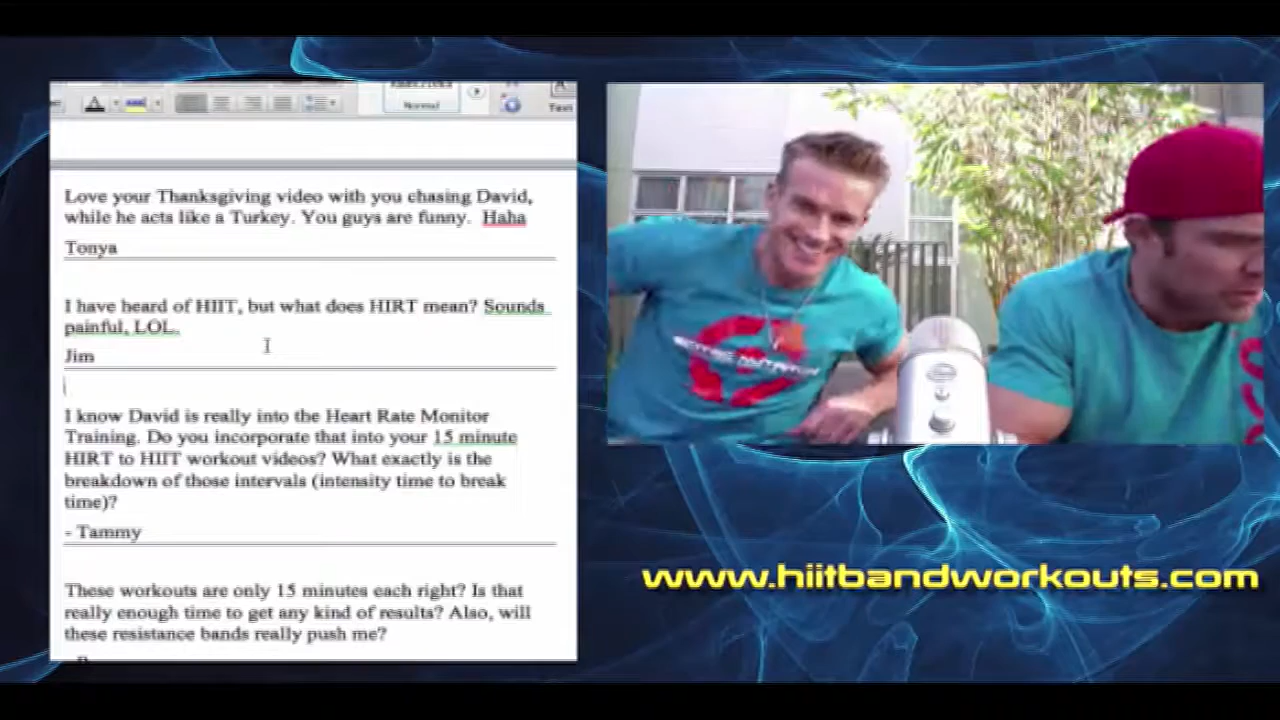 Normal
Text
Love your Thanksgiving video with you chasing David,
while he acts like a Turkey. You guys are funny. Haha
Tonya
I have heard of HIIT, but what does HIRT mean? Sounds
painful, LOL.
Jim
I know David is really into the Heart Rate Monitor
Training. Do you incorporate that into your 15 minute
HIRT to HIIT workout videos? What exactly is the
breakdown of those intervals (intensity time to break
time)?
- Tammy
These workouts are only 15 minutes each right? Is that
really enough time to get any kind of results? Also, will
these resistance bands really push me?
www.hiitbandworkouts.com